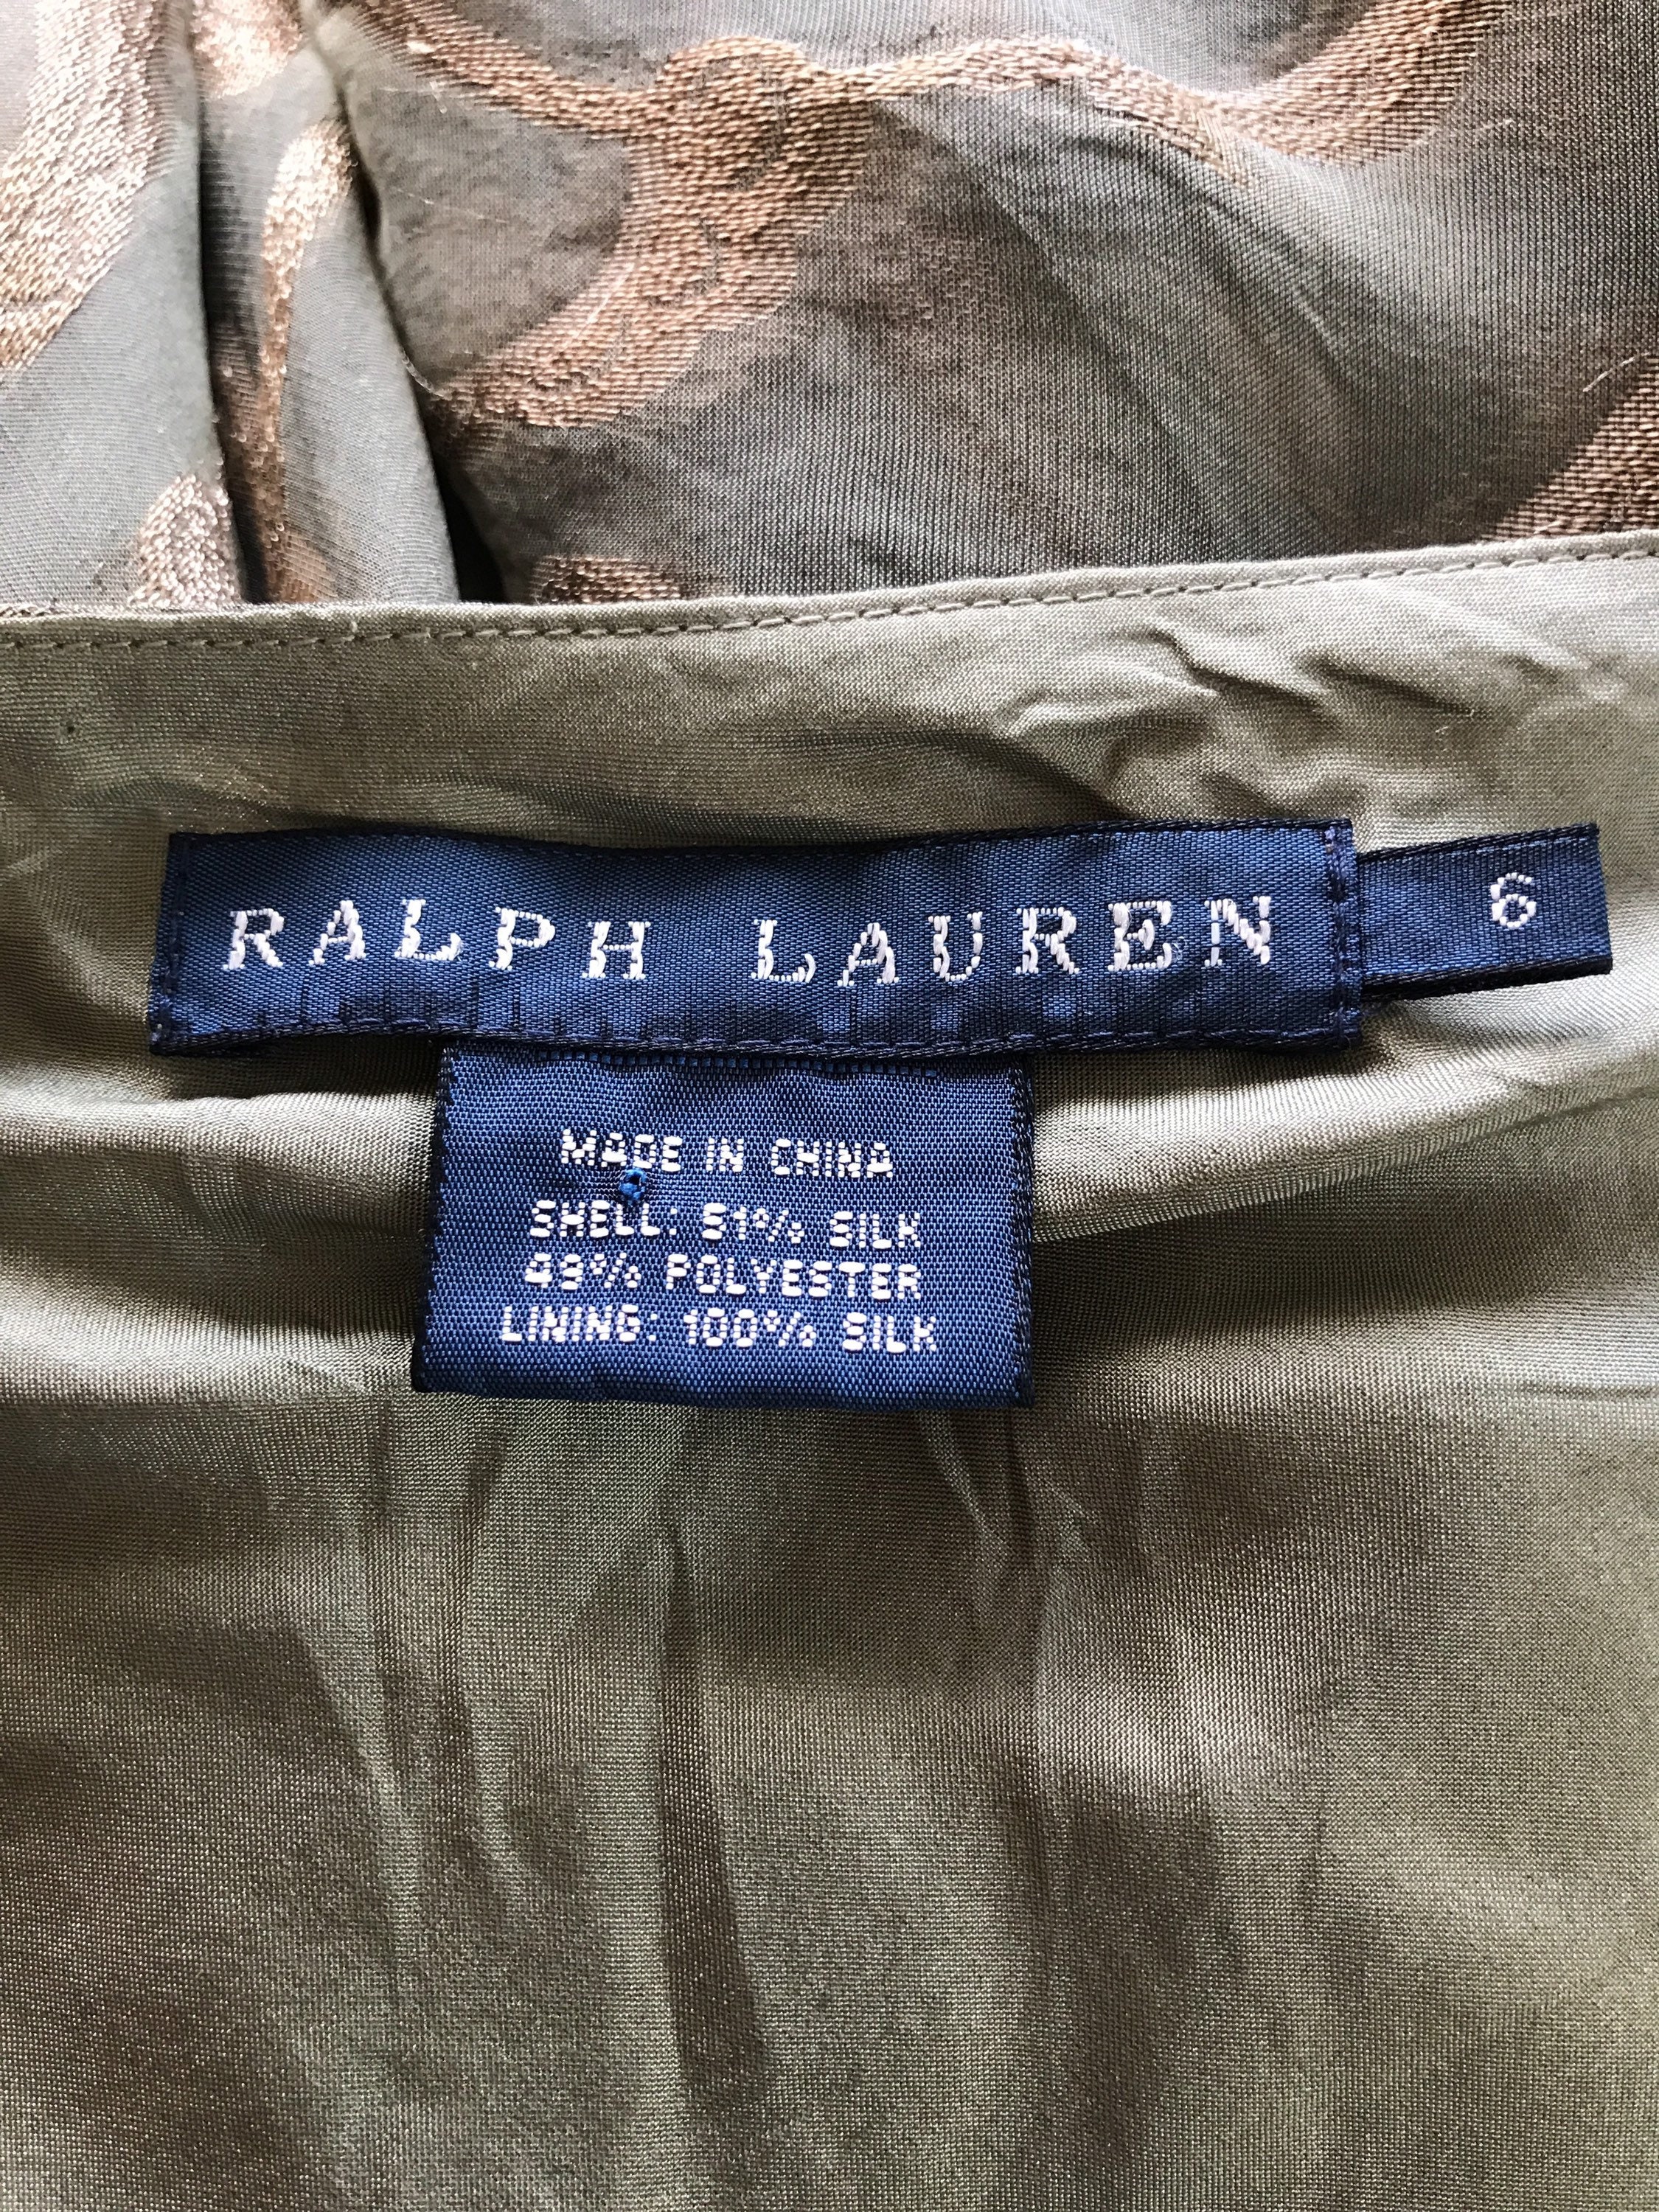 RALPH LAUREN
6
MADE IN CHINA
SHELL: 51% SILK
49% POLYESTER
LINING: 100% SILK